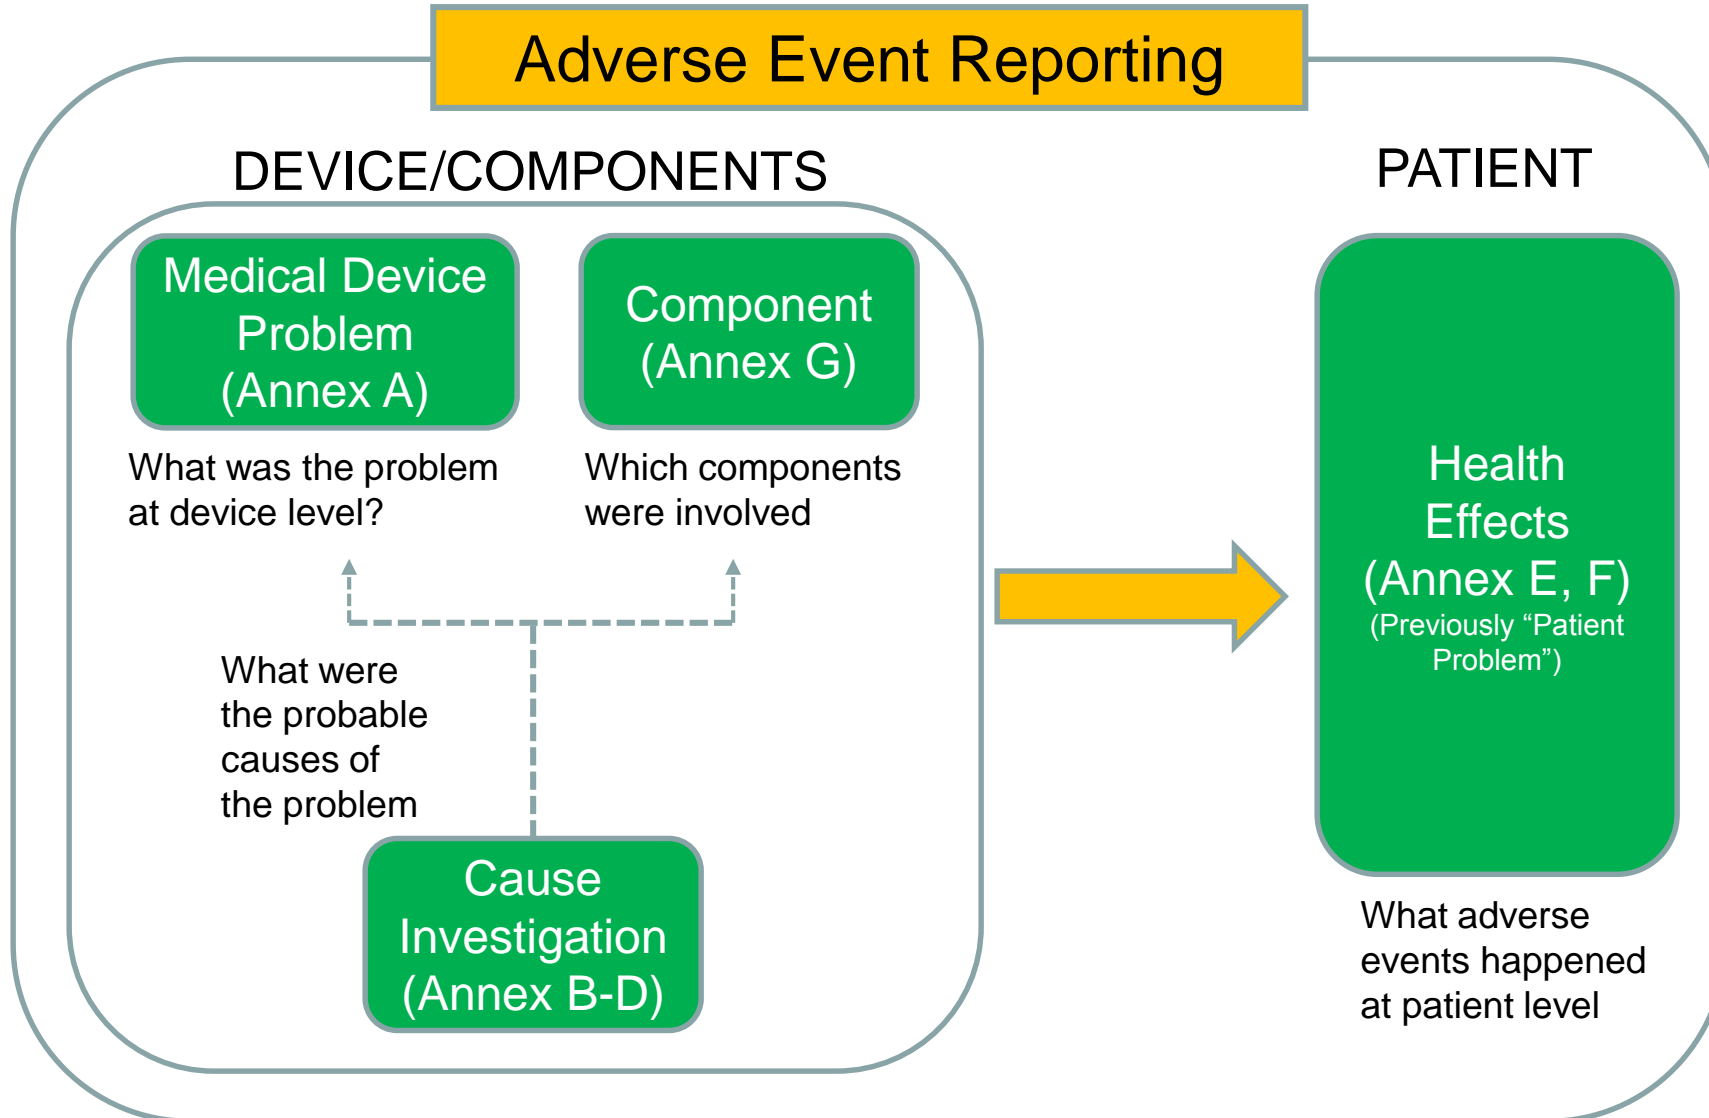 Adverse Event Reporting
DEVICE/COMPONENTS
Medical Device
Problem
(Annex A)
What was the problem
at device level?
Component
(Annex G)
Which components
were involved
What were
the probable
causes of
the problem
Cause
Investigation
(Annex B-D)
PATIENT
Health
Effects
(Annex E, F)
(Previously “Patient
Problem”)
What adverse
events happened
at patient level